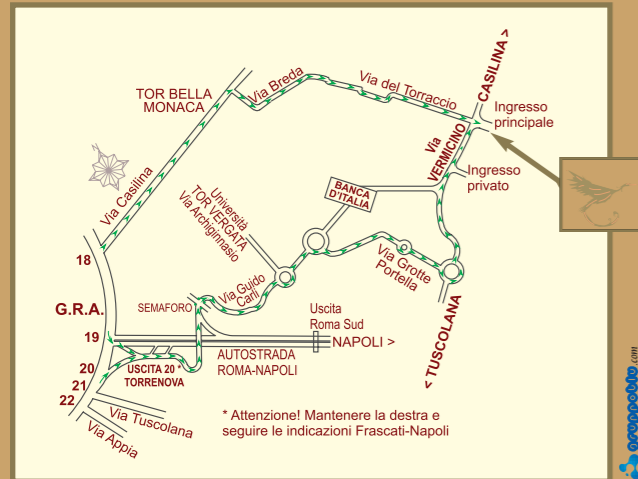 CASILINA >
TOR BELLA
MONACA
Via Breda
Via del Torraccio
Ingresso
principale
Via
VERMICINO
Ingresso
privato
Via Casilina
BANCA
D'ITALIA
Università
TOR VERGATA
Via Archiginnasio
18
Via Grotte
Portella
Via Guido
Carli
G.R.A.
SEMAFORO
Uscita
Roma Sud
19
NAPOLI >
< TUSCOLANA
20
USCITA 20 *
TORRENOVA
AUTOSTRADA
ROMA-NAPOLI
21
22
Via Tuscolana
Via Appia
* Attenzione! Mantenere la destra e
seguire le indicazioni Frascati-Napoli